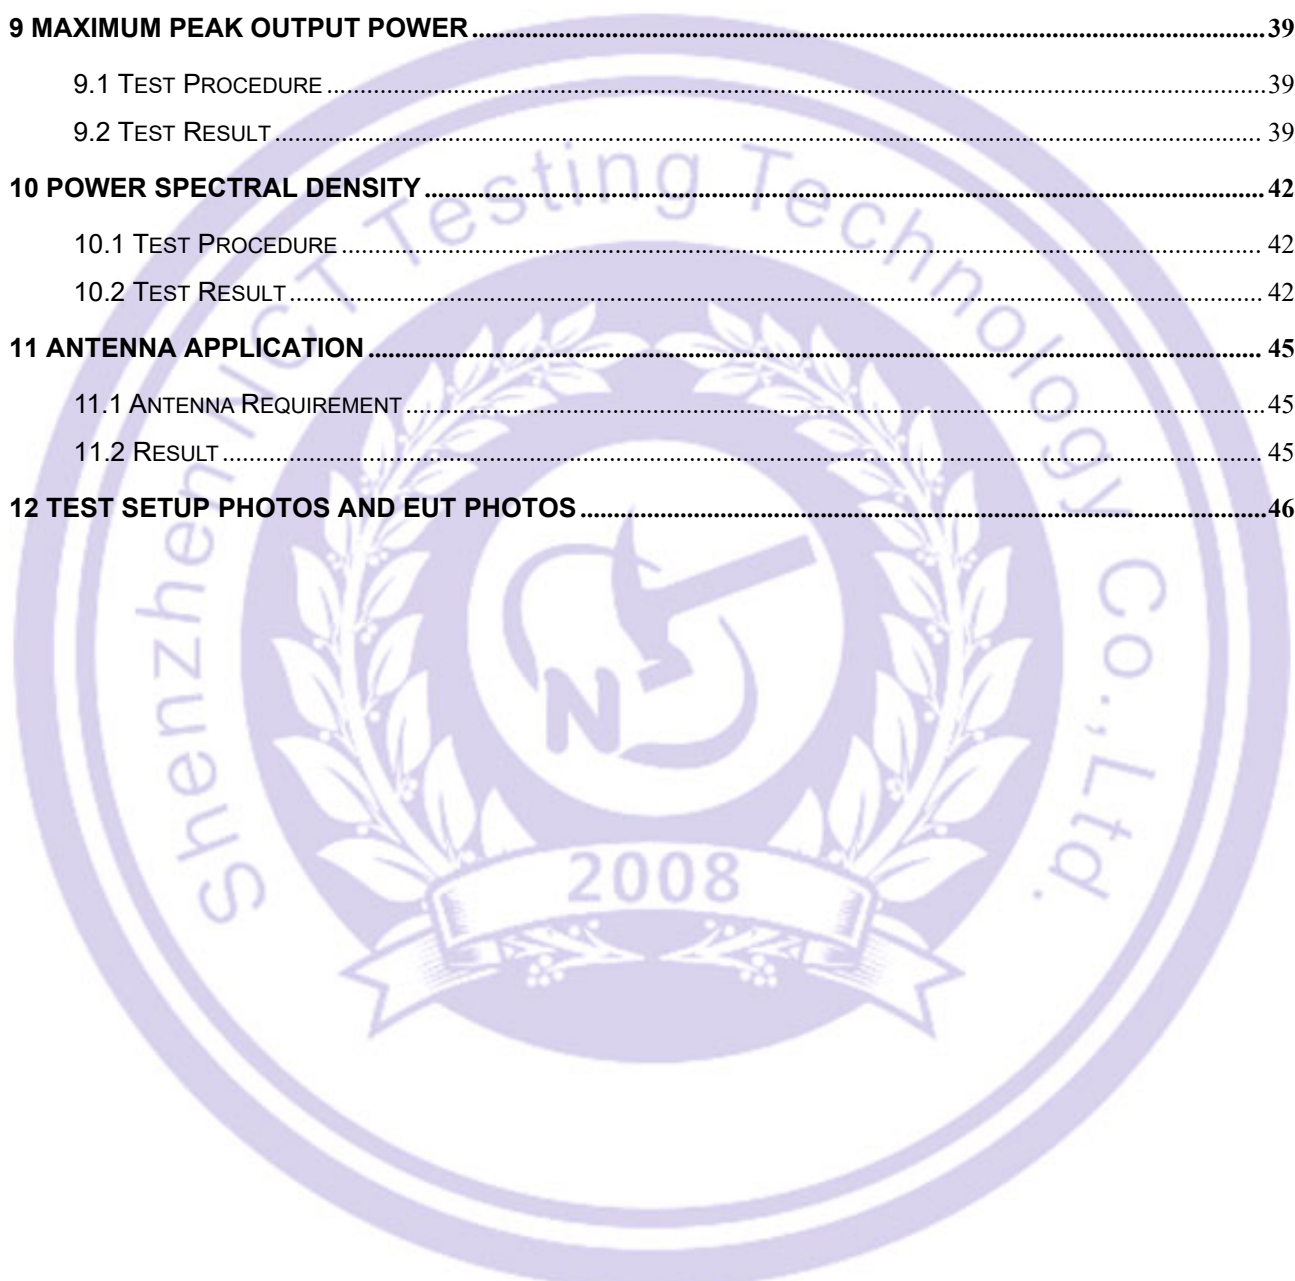 9 MAXIMUM PEAK OUTPUT POWER 39
9.1 TEST PROCEDURE 39
9.2 TEST RESULT 39
10 POWER SPECTRAL DENSITY 42
10.1 TEST PROCEDURE 42
10.2 TEST RESULT 42
11 ANTENNA APPLICATION 45
11.1 ANTENNA REQUIREMENT 45
11.2 RESULT 45
12 TEST SETUP PHOTOS AND EUT PHOTOS 46
Shenzhen NCT Testing Technology Co.,Ltd.
N
2008